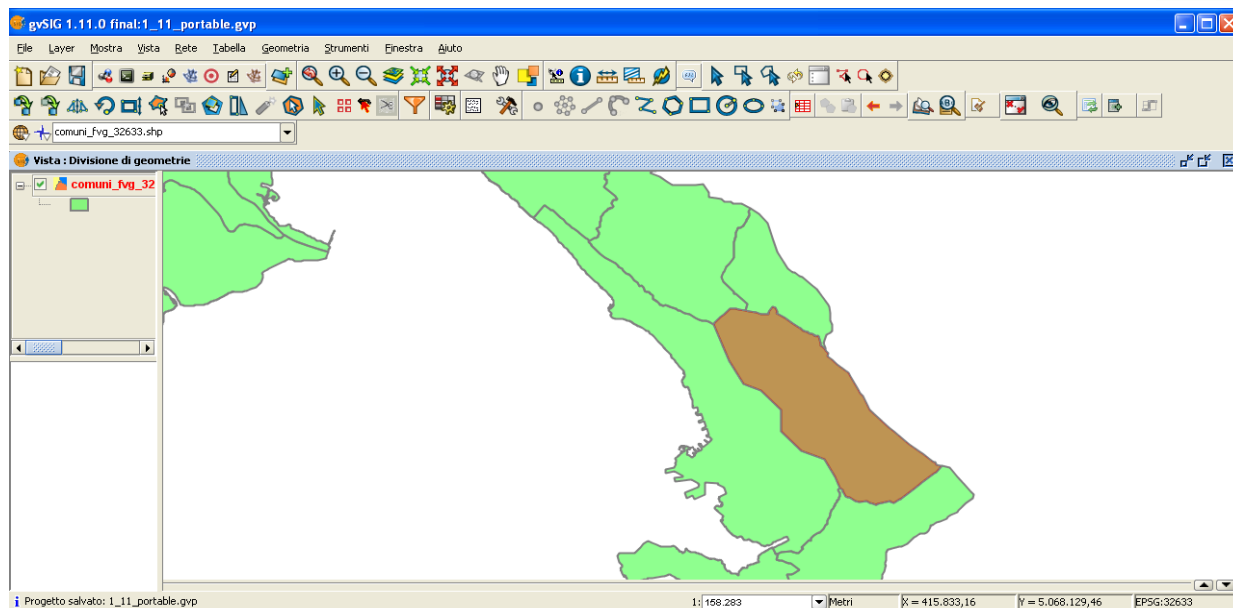 gvSIG 1.11.0 final:1_11_portable.gvp
File Layer Mostra Vista Rete Tabella Geometria Strumenti Finestra Aiuto
comuni_fvg_32633.shp
Vista : Divisione di geometrie
comuni_fvg_32
Progetto salvato: 1_11_portable.gvp 1: 158.283 Metri X = 415.833,16 Y = 5.068.129,46 EPSG:32633